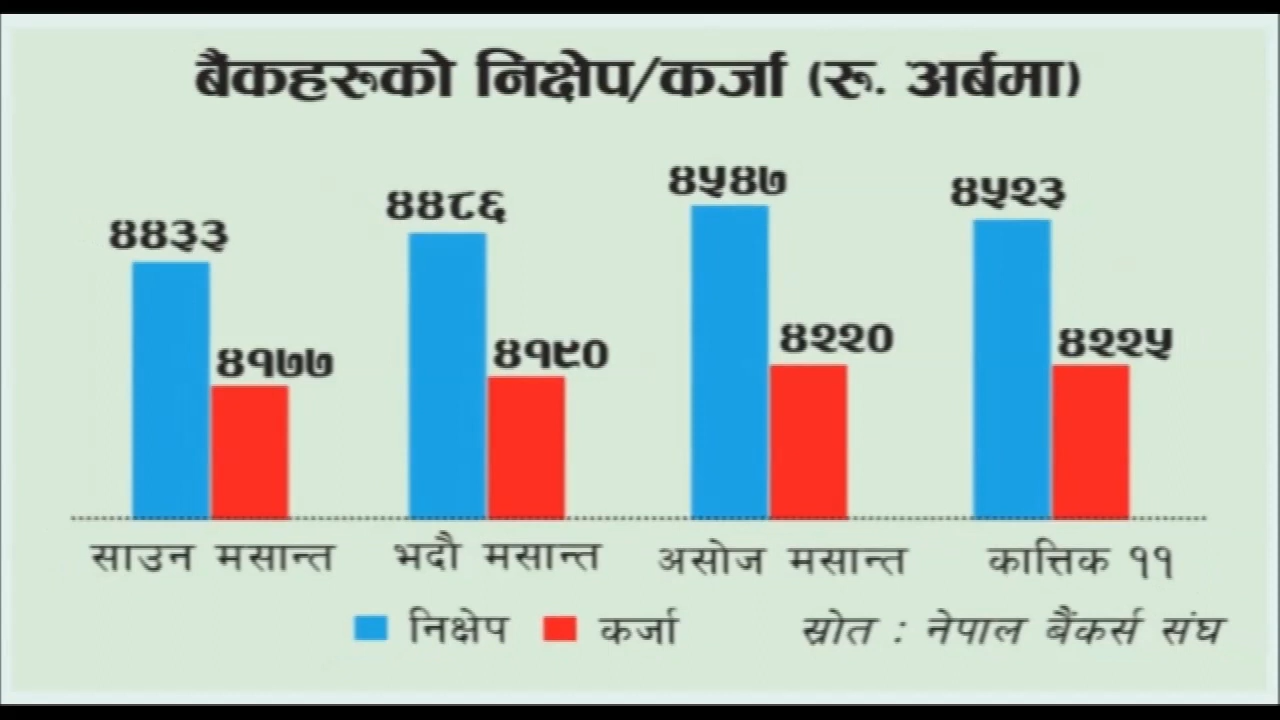 बैंकहरुको निक्षेप/कर्जा (रु. अर्बमा)
४४३३ ४१७७ ४४८६ ४१९० ४५४७ ४२२० ४५२३ ४२२५
साउन मसान्त भदौ मसान्त असोज मसान्त कात्तिक ११
निक्षेप कर्जा स्रोत : नेपाल बैंकर्स संघ